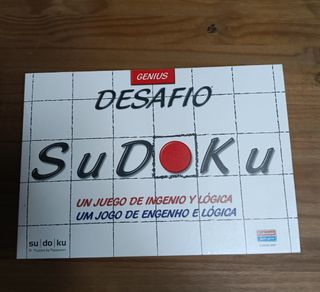 GENIUS
DESAFIO
SuDoKu
UN JUEGO DE INGENIO Y LÓGICA
UM JOGO DE ENGENHO E LÓGICA
su|do|ku